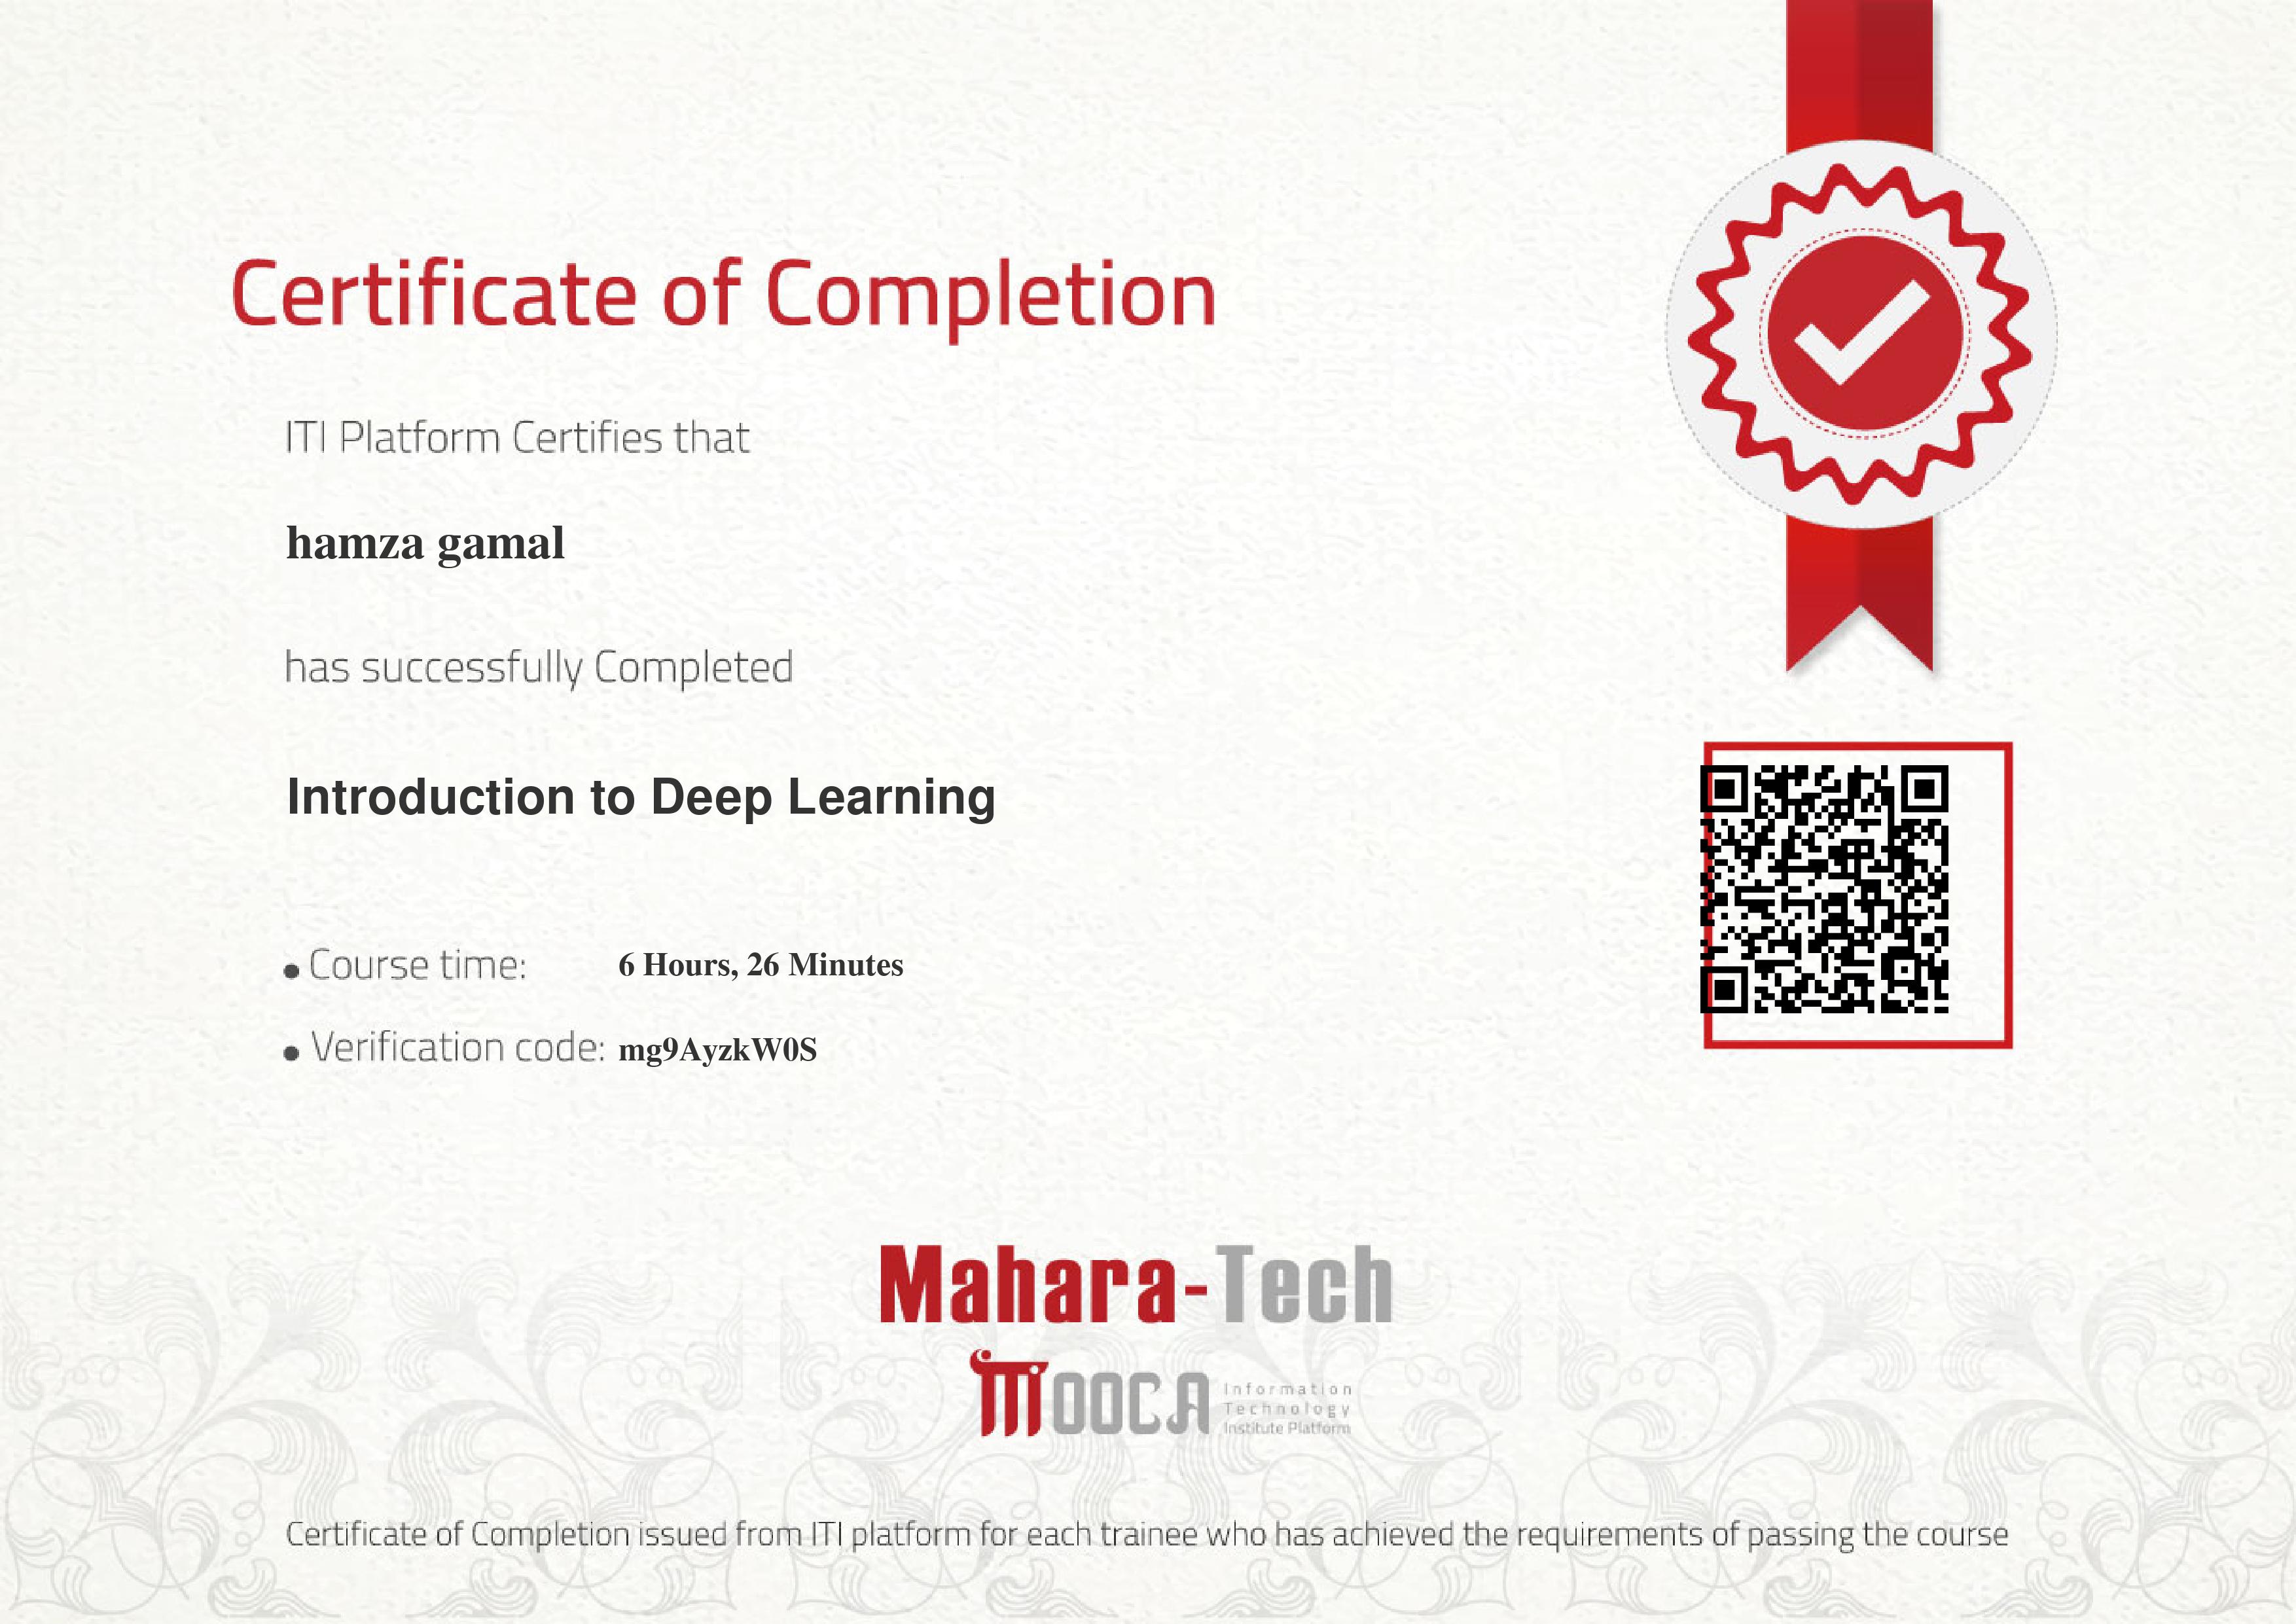 Certificate of Completion
ITI Platform Certifies that
hamza gamal
has successfully Completed
Introduction to Deep Learning
• Course time: 6 Hours, 26 Minutes
• Verification code: mg9AyzkW0S
Mahara-Tech
MOOCA
Information
Technology
Institute Platform
Certificate of Completion issued from ITI platform for each trainee who has achieved the requirements of passing the course